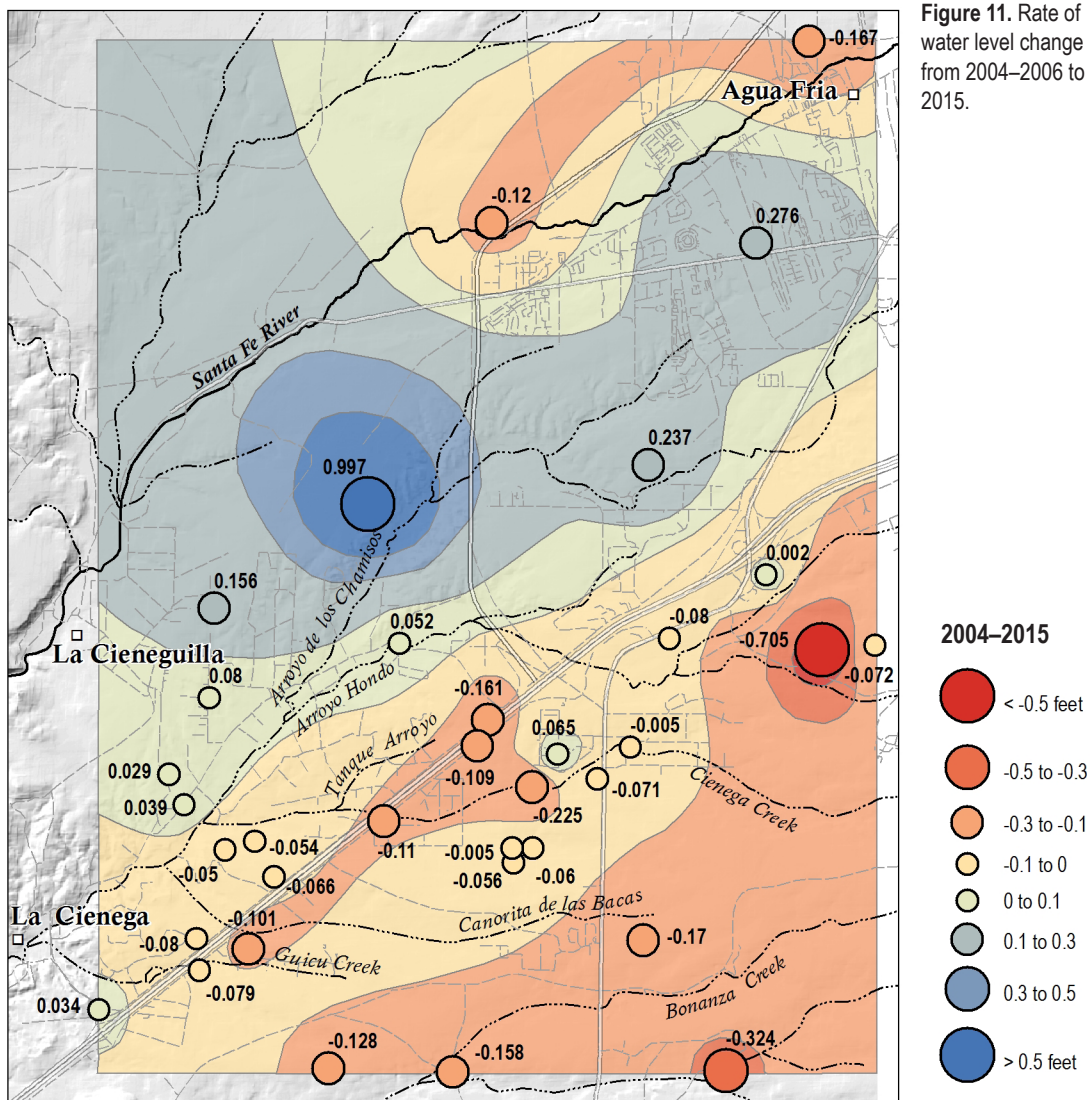 Figure 11. Rate of
water level change
from 2004–2006 to
2015.
-0.167
Agua Fria
-0.12
0.276
Santa Fe River
0.237
0.997
Arroyo de los Chamisos
0.002
0.156
0.052
-0.08
-0.705
-0.072
La Cieneguilla
0.08
Arroyo Hondo
-0.161
0.065
-0.005
Tanque Arroyo
-0.109
0.029
-0.071
Cienega Creek
0.039
-0.225
-0.11
-0.054
-0.05
-0.005
-0.06
-0.056
-0.066
La Cienega
-0.101
Canorita de las Bacas
-0.08
-0.17
Guicu Creek
-0.079
Bonanza Creek
0.034
-0.128
-0.158
-0.324
2004–2015
< -0.5 feet
-0.5 to -0.3
-0.3 to -0.1
-0.1 to 0
0 to 0.1
0.1 to 0.3
0.3 to 0.5
> 0.5 feet